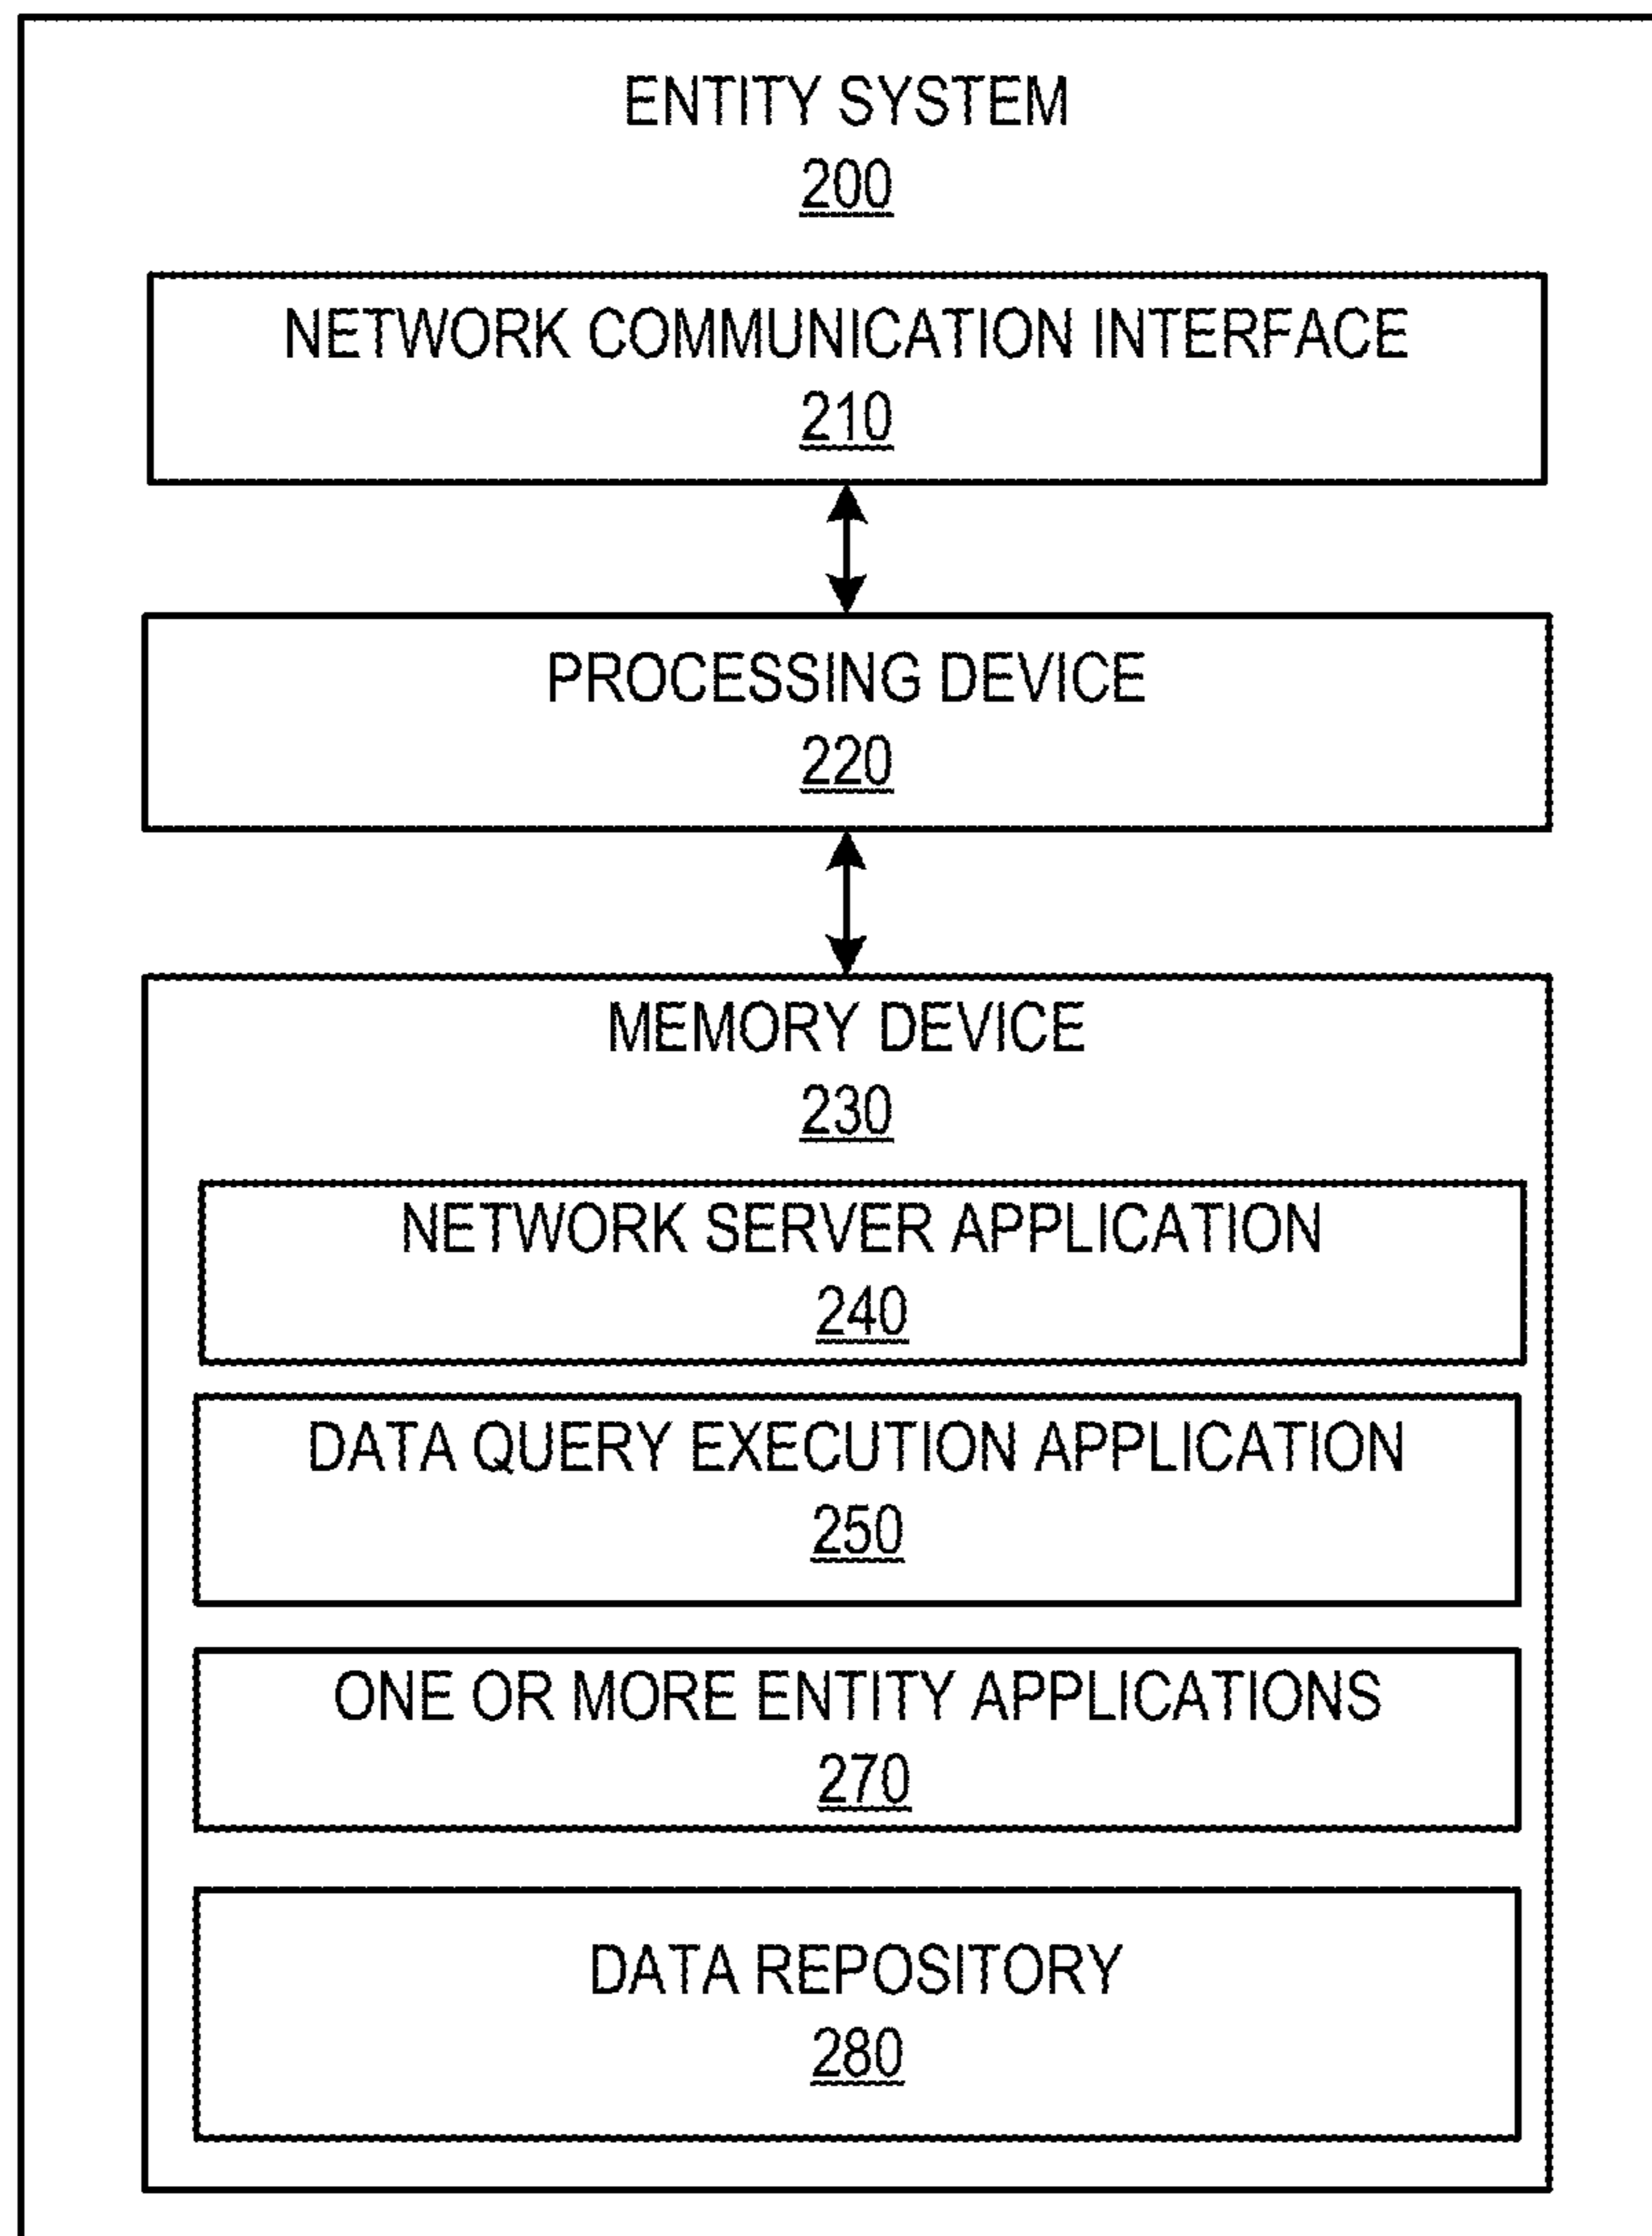 ENTITY SYSTEM
200
NETWORK COMMUNICATION INTERFACE
210
PROCESSING DEVICE
220
MEMORY DEVICE
230
NETWORK SERVER APPLICATION
240
DATA QUERY EXECUTION APPLICATION
250
ONE OR MORE ENTITY APPLICATIONS
270
DATA REPOSITORY
280